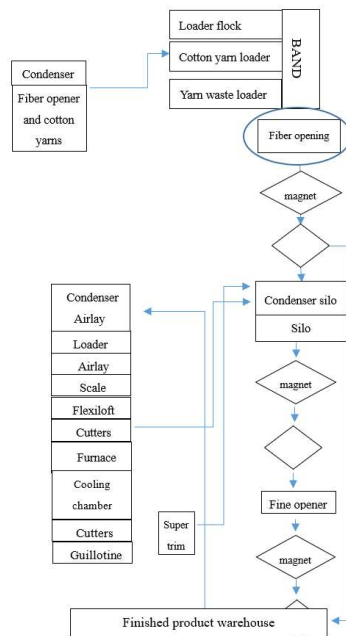 Loader flock
Cotton yarn loader
Yarn waste loader
BAND
Condenser
Fiber opener
and cotton
yarns
Fiber opening
magnet
Condenser silo
Silo
magnet
Fine opener
magnet
Condenser
Airlay
Loader
Airlay
Scale
Flexiloft
Cutters
Furnace
Cooling
chamber
Cutters
Guillotine
Super
trim
Finished product warehouse